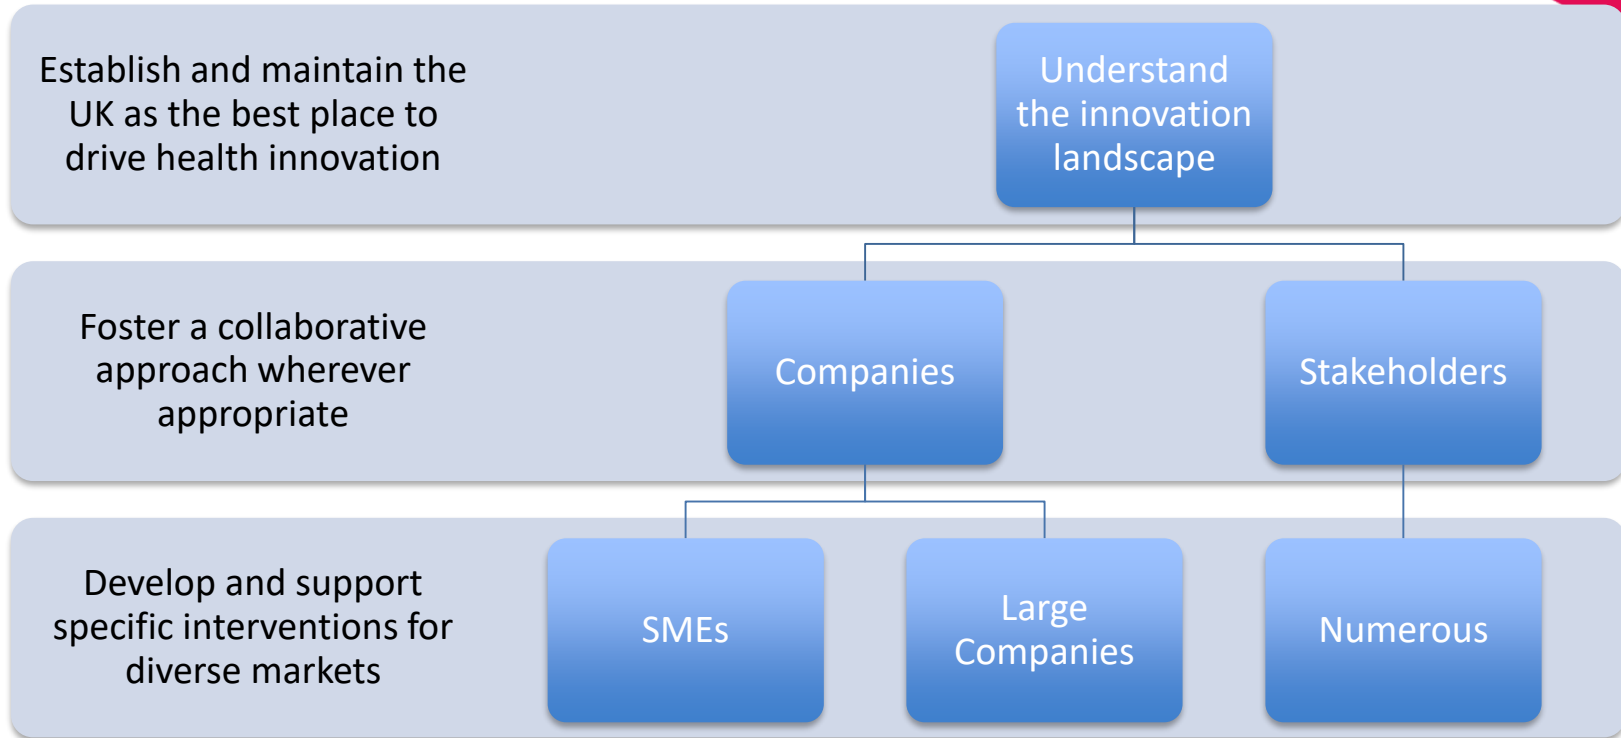 Establish and maintain the
UK as the best place to
drive health innovation
Understand
the innovation
landscape
Foster a collaborative
approach wherever
appropriate
Companies
Stakeholders
Develop and support
specific interventions for
diverse markets
SMEs
Large
Companies
Numerous